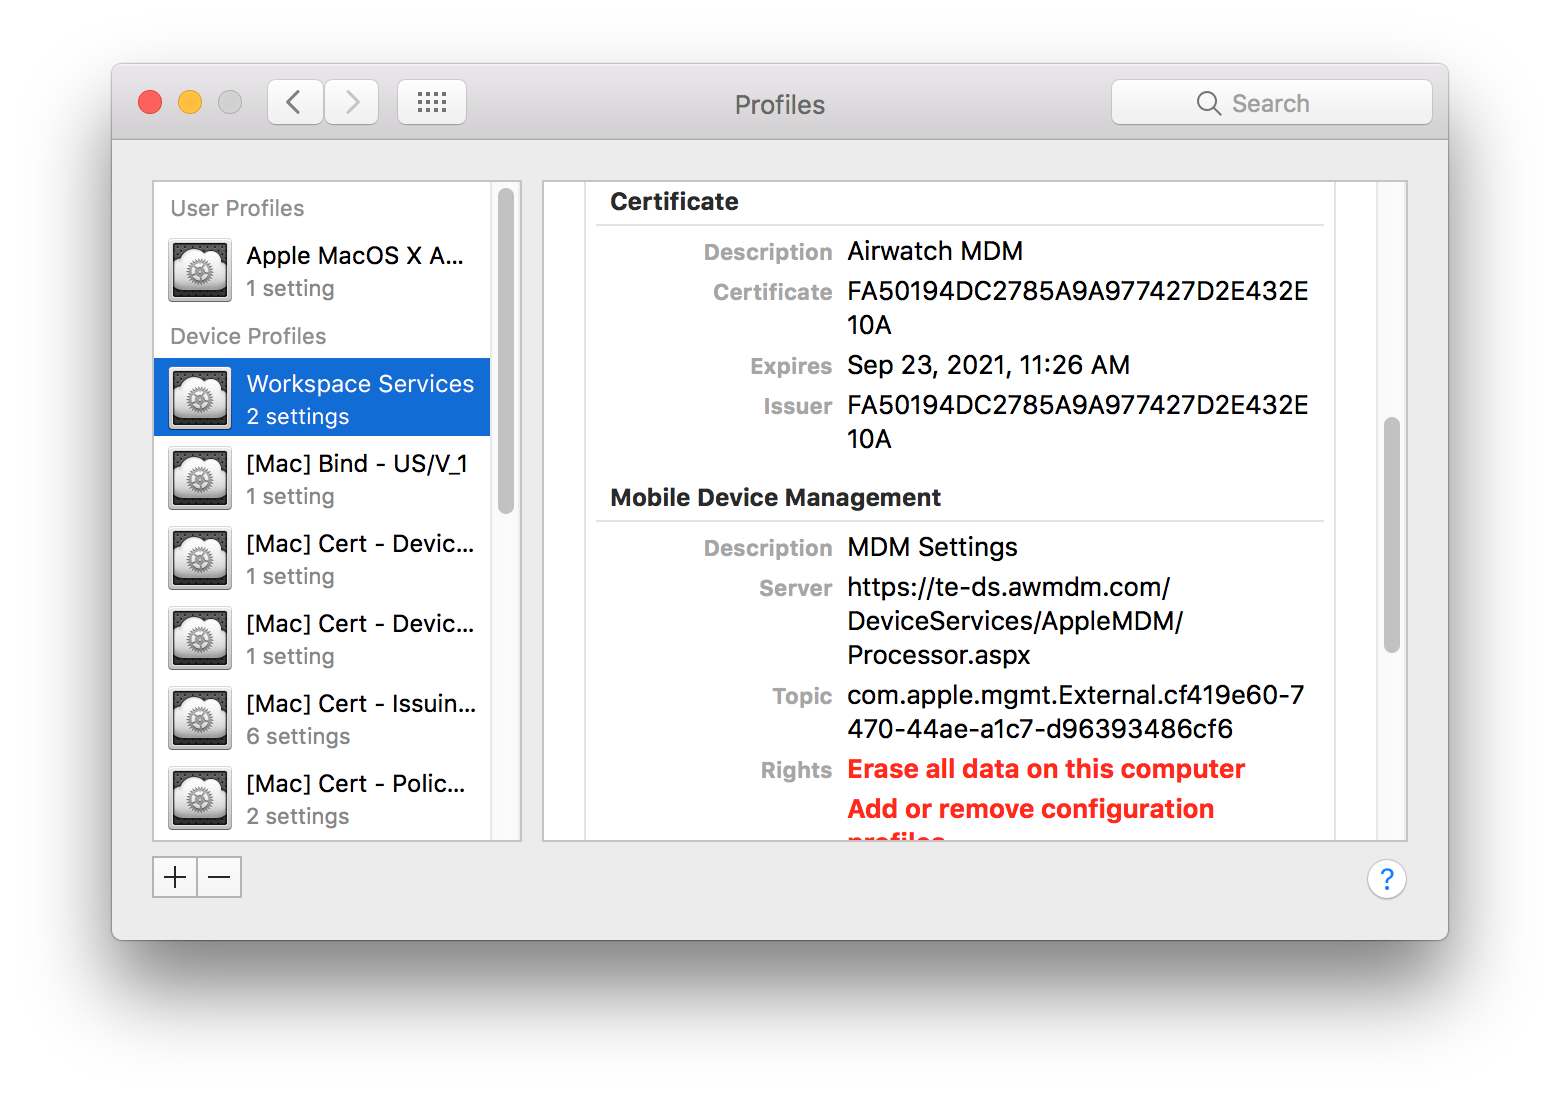 Profiles
Search
User Profiles
Apple MacOS X A...
1 setting
Device Profiles
Workspace Services
2 settings
[Mac] Bind - US/V_1
1 setting
[Mac] Cert - Devic...
1 setting
[Mac] Cert - Devic...
1 setting
[Mac] Cert - Issuin...
6 settings
[Mac] Cert - Polic...
2 settings
Certificate
Description Airwatch MDM
Certificate FA50194DC2785A9A977427D2E432E
10A
Expires Sep 23, 2021, 11:26 AM
Issuer FA50194DC2785A9A977427D2E432E
10A
Mobile Device Management
Description MDM Settings
Server https://te-ds.awmdm.com/
DeviceServices/AppleMDM/
Processor.aspx
Topic com.apple.mgmt.External.cf419e60-7
470-44ae-a1c7-d96393486cf6
Rights Erase all data on this computer
Add or remove configuration
profiles
?